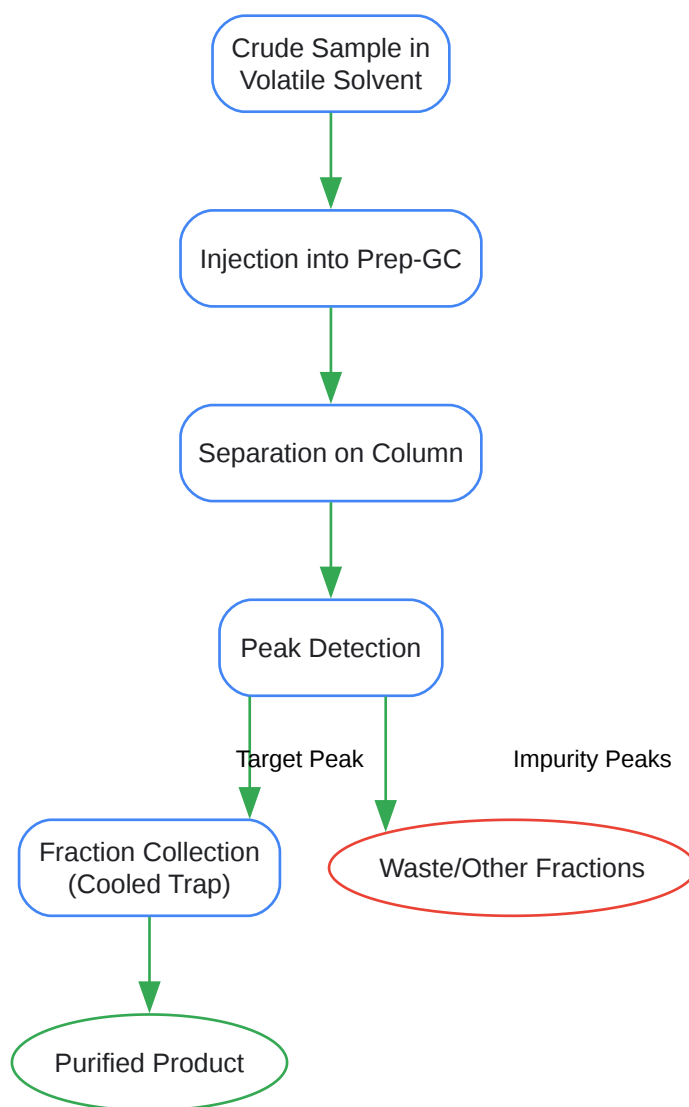 Crude Sample in
Volatile Solvent
Injection into Prep-GC
Separation on Column
Peak Detection
Target Peak
Impurity Peaks
Fraction Collection
(Cooled Trap)
Waste/Other Fractions
Purified Product